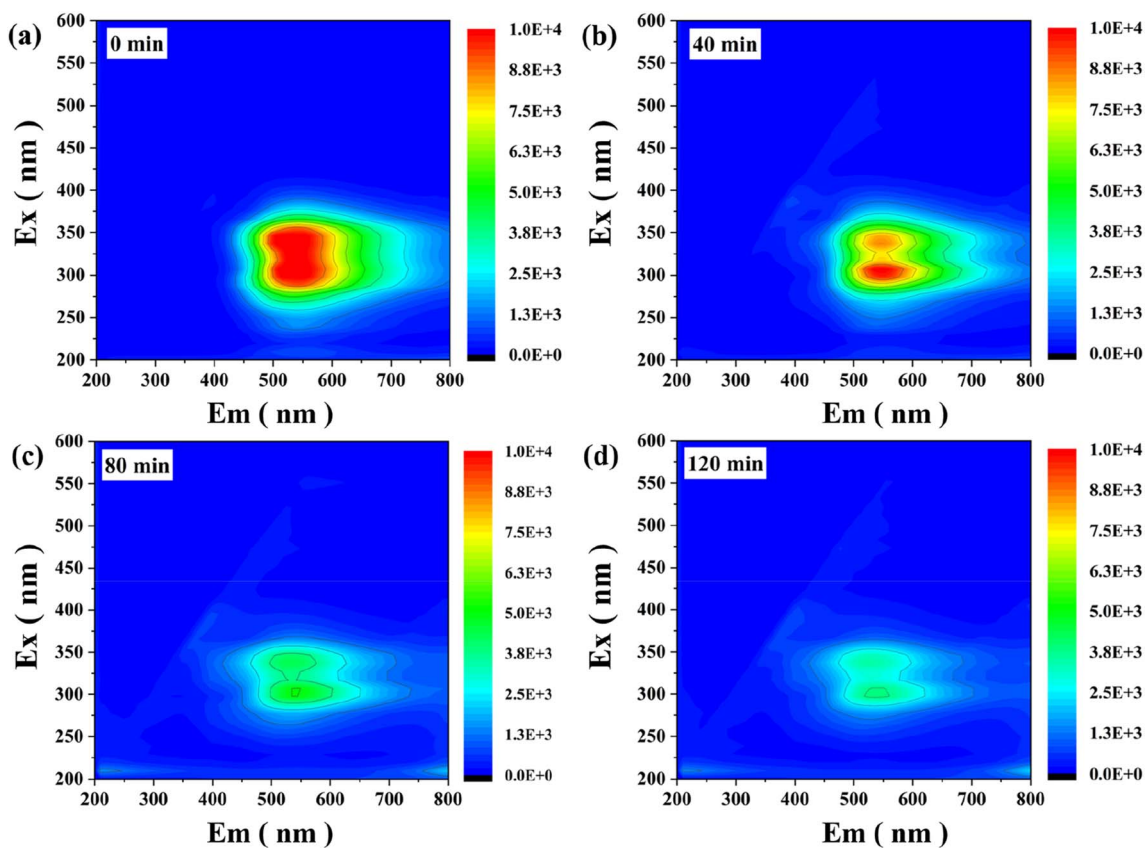 (a)
0 min
Ex ( nm )
600
550
500
450
400
350
300
250
200
200 300 400 500 600 700 800
Em ( nm )
1.0E+4
8.8E+3
7.5E+3
6.3E+3
5.0E+3
3.8E+3
2.5E+3
1.3E+3
0.0E+0
(b)
40 min
Ex ( nm )
600
550
500
450
400
350
300
250
200
200 300 400 500 600 700 800
Em ( nm )
1.0E+4
8.8E+3
7.5E+3
6.3E+3
5.0E+3
3.8E+3
2.5E+3
1.3E+3
0.0E+0
(c)
80 min
Ex ( nm )
600
550
500
450
400
350
300
250
200
200 300 400 500 600 700 800
Em ( nm )
1.0E+4
8.8E+3
7.5E+3
6.3E+3
5.0E+3
3.8E+3
2.5E+3
1.3E+3
0.0E+0
(d)
120 min
Ex ( nm )
600
550
500
450
400
350
300
250
200
200 300 400 500 600 700 800
Em ( nm )
1.0E+4
8.8E+3
7.5E+3
6.3E+3
5.0E+3
3.8E+3
2.5E+3
1.3E+3
0.0E+0